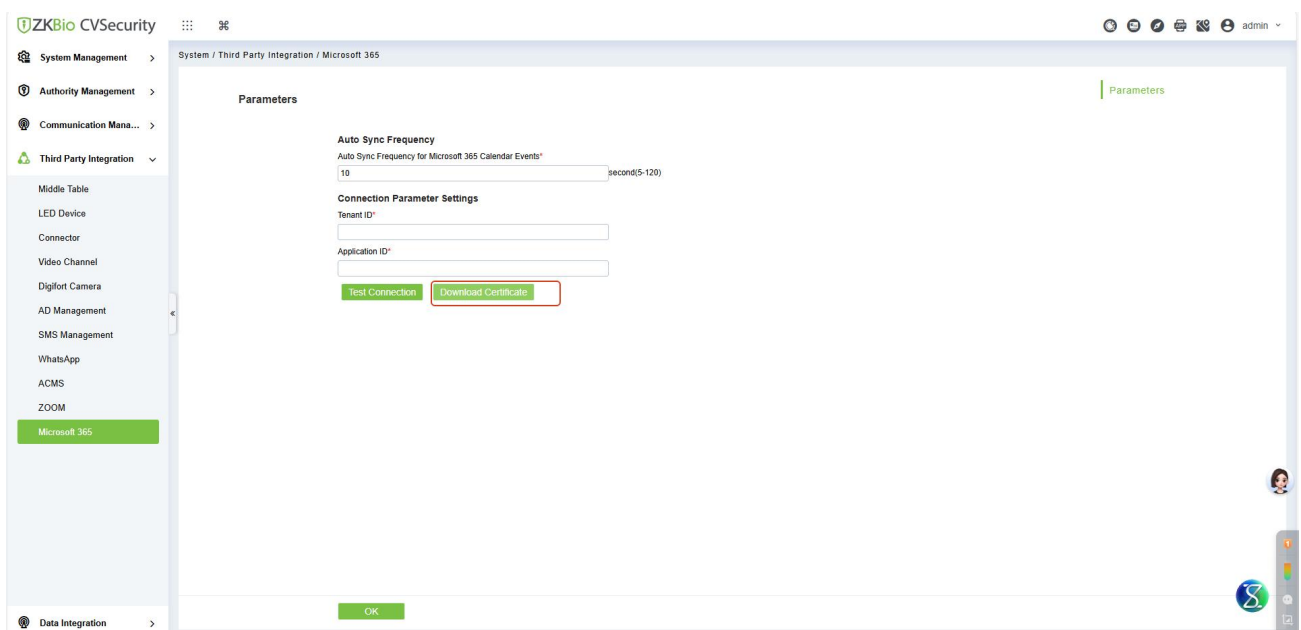 ZKBio CVSecurity
admin
System Management
Authority Management
Communication Mana...
Third Party Integration
Middle Table
LED Device
Connector
Video Channel
Digifort Camera
AD Management
SMS Management
WhatsApp
ACMS
ZOOM
Microsoft 365
Data Integration
System / Third Party Integration / Microsoft 365
Parameters
Parameters
Auto Sync Frequency
Auto Sync Frequency for Microsoft 365 Calendar Events*
10 second(5-120)
Connection Parameter Settings
Tenant ID*
Application ID*
Test Connection Download Certificate
OK